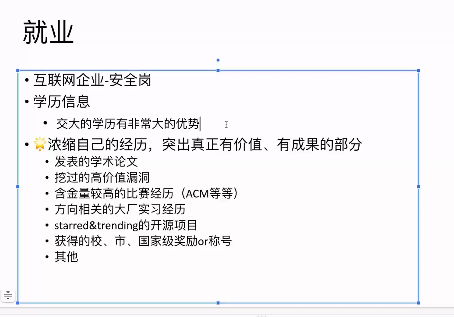 就业
• 互联网企业-安全岗
• 学历信息
• 交大的学历有非常大的优势
• 🌟浓缩自己的经历，突出真正有价值、有成果的部分
• 发表的学术论文
• 挖过的高价值漏洞
• 含金量较高的比赛经历（ACM等等）
• 方向相关的大厂实习经历
• starred&trending的开源项目
• 获得的校、市、国家级奖励or称号
• 其他